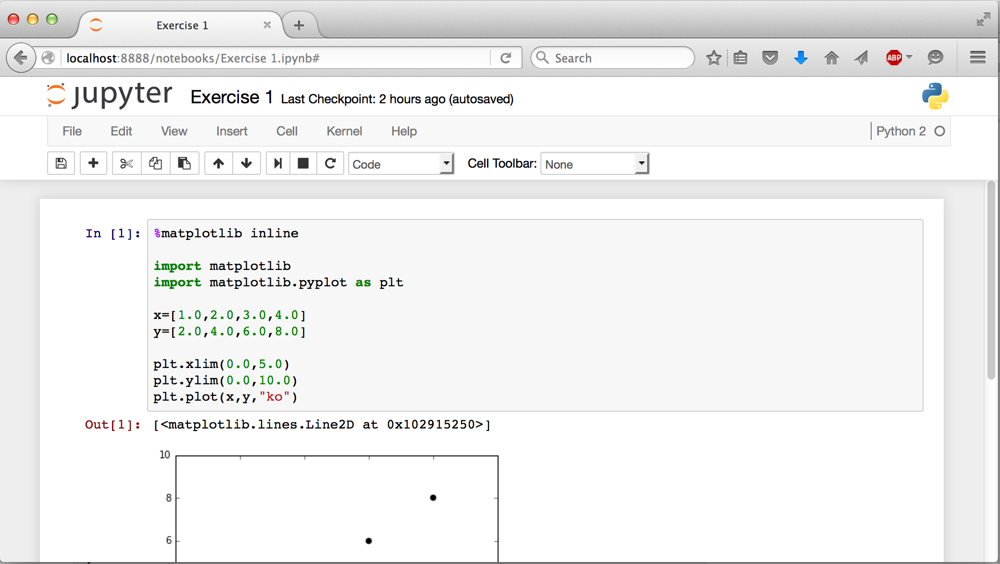 Exercise 1
localhost:8888/notebooks/Exercise 1.ipynb#
Search
ABP
jupyter
Exercise 1 Last Checkpoint: 2 hours ago (autosaved)
File Edit View Insert Cell Kernel Help
Python 2
Code
Cell Toolbar: None
In [1]: %matplotlib inline
import matplotlib
import matplotlib.pyplot as plt
x=[1.0,2.0,3.0,4.0]
y=[2.0,4.0,6.0,8.0]
plt.xlim(0.0,5.0)
plt.ylim(0.0,10.0)
plt.plot(x,y,"ko")
Out[1]: [<matplotlib.lines.Line2D at 0x102915250>]
10
8
6